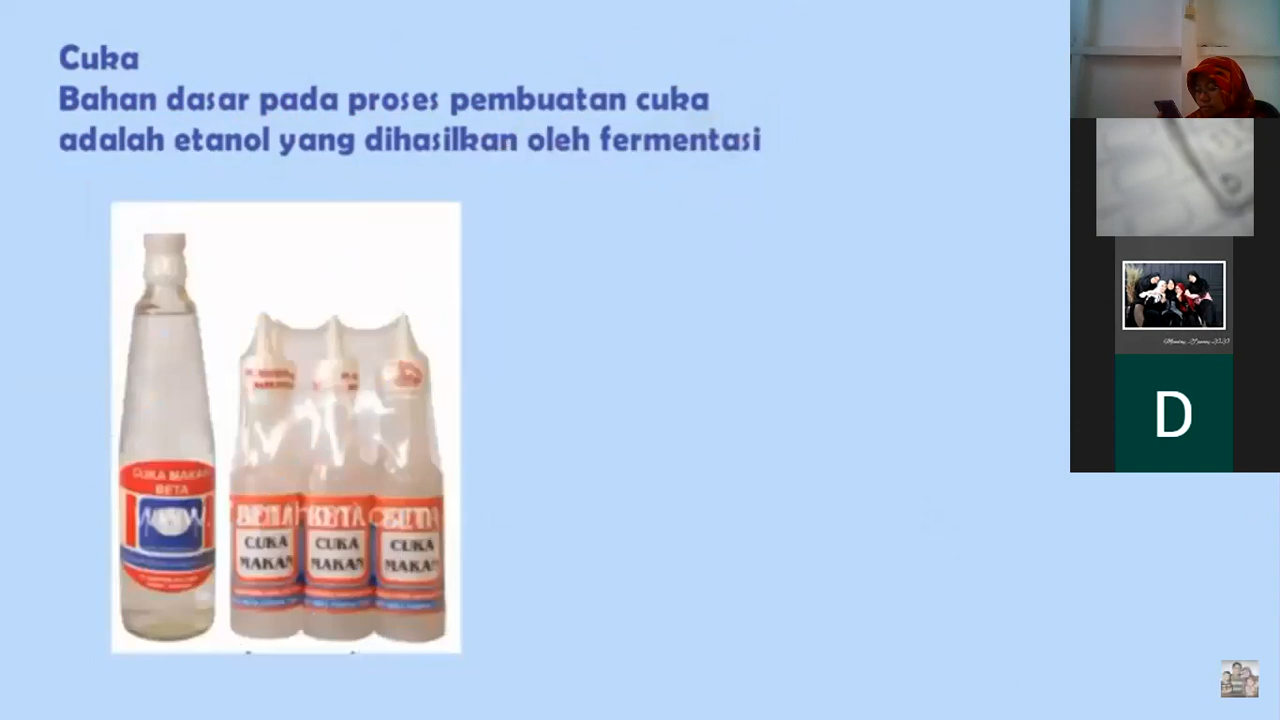 Cuka
Bahan dasar pada proses pembuatan cuka
adalah etanol yang dihasilkan oleh fermentasi
CUKA MAKAN
BETA
BETA BETA BETA
CUKA MAKAN
CUKA MAKAN
CUKA MAKAN
D